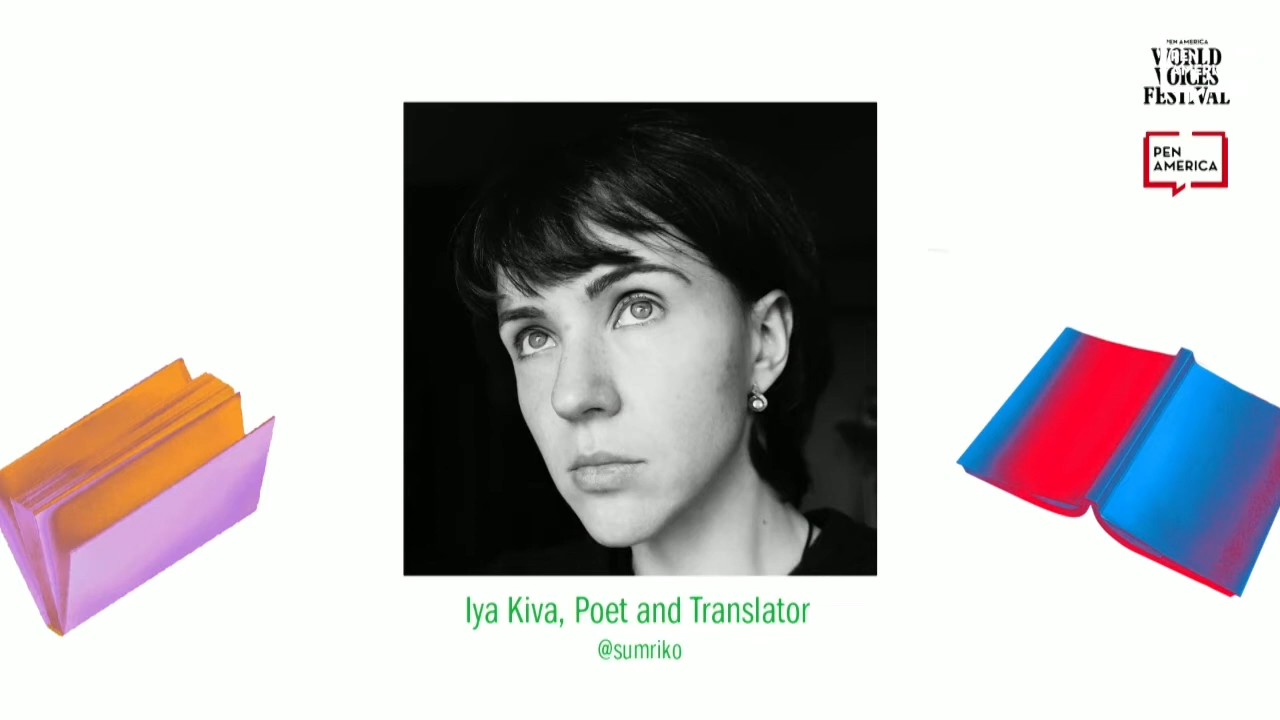 PEN AMERICA
WORLD
VOICES
FESTIVAL
PEN
AMERICA
Iya Kiva, Poet and Translator
@sumriko